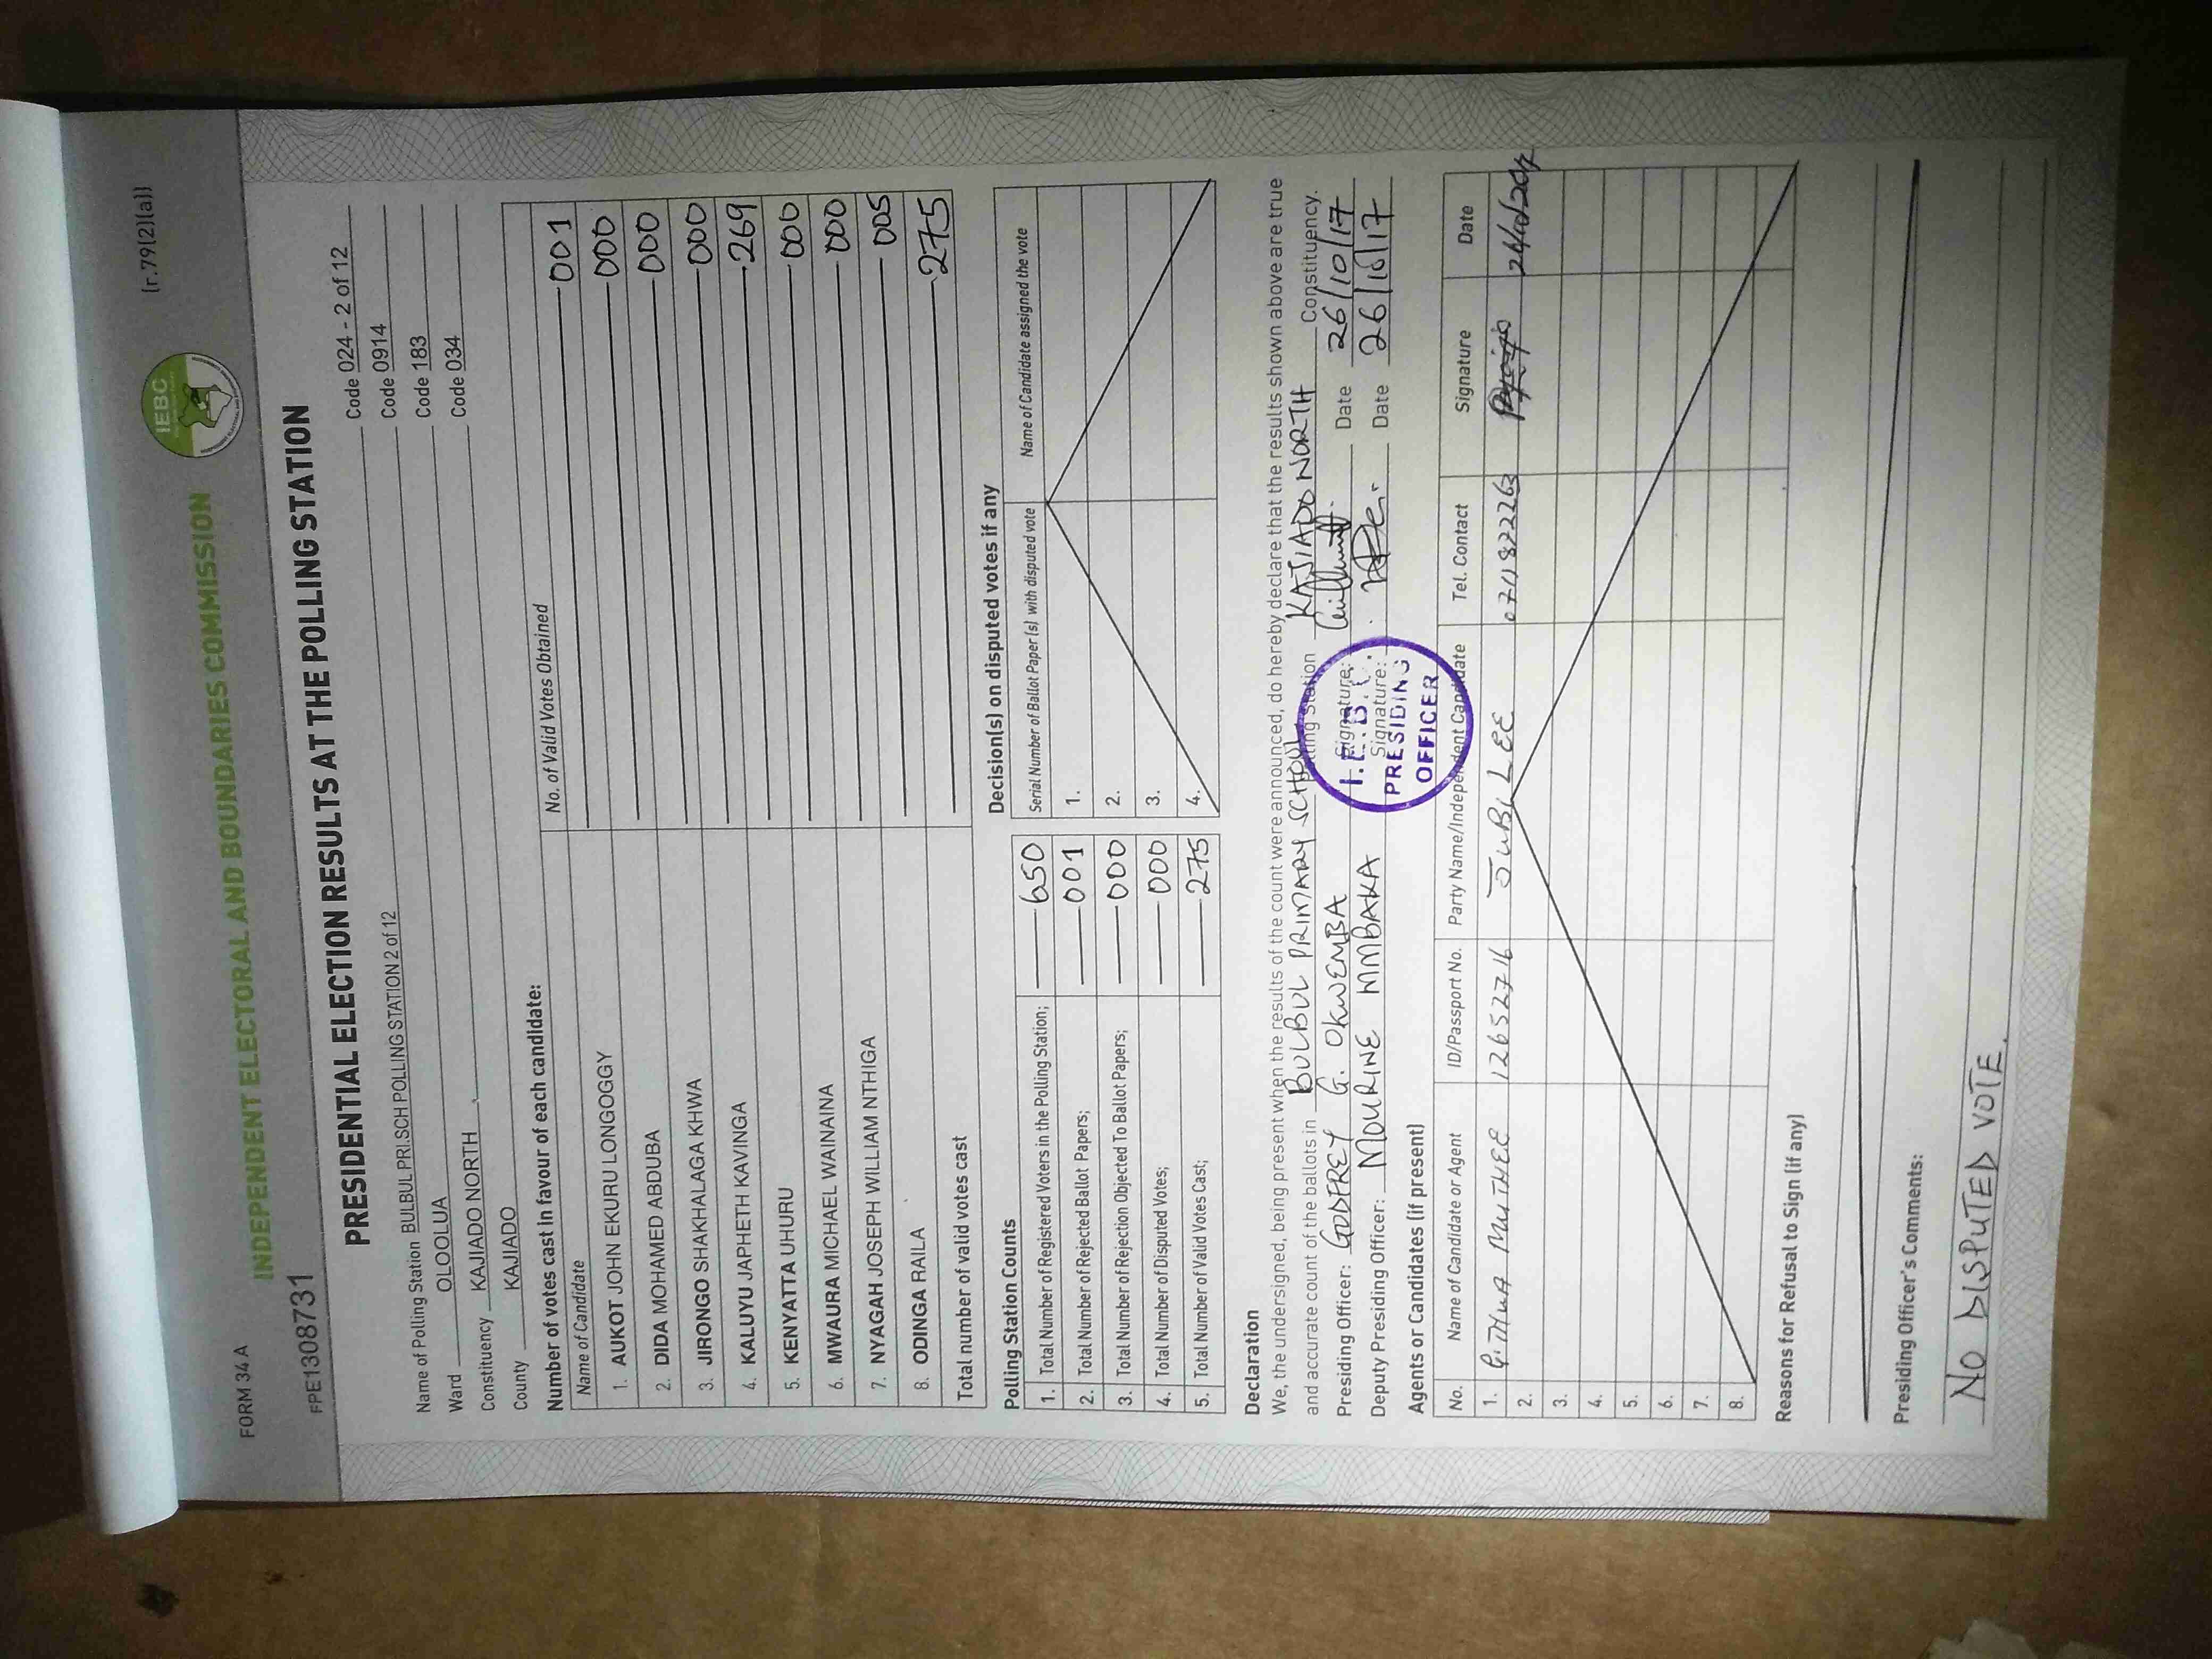 FORM 34 A
[r.79(2)(a)]
IEBC
INDEPENDENT ELECTORAL AND BOUNDARIES COMMISSION
FPE1308731
PRESIDENTIAL ELECTION RESULTS AT THE POLLING STATION
Name of Polling Station BULBUL PRI.SCH POLLING STATION 2 of 12 Code 024 - 2 of 12
Ward OLOOLUA Code 0914
Constituency KAJIADO NORTH Code 183
County KAJIADO Code 034
Number of votes cast in favour of each candidate:
Name of Candidate No. of Valid Votes Obtained
1. AUKOT JOHN EKURU LONGOGGY 001
2. DIDA MOHAMED ABDUBA 000
3. JIRONGO SHAKHALAGA KHWA 000
4. KALUYU JAPHETH KAVINGA 000
5. KENYATTA UHURU 269
6. MWAURA MICHAEL WAINAINA 000
7. NYAGAH JOSEPH WILLIAM NTHIGA 000
8. ODINGA RAILA 005
Total number of valid votes cast 275
Polling Station Counts
1. Total Number of Registered Voters in the Polling Station; 650
2. Total Number of Rejected Ballot Papers; 001
3. Total Number of Rejection Objected To Ballot Papers; 000
4. Total Number of Disputed Votes; 000
5. Total Number of Valid Votes Cast; 275
Decision(s) on disputed votes if any
Serial Number of Ballot Paper(s) with disputed vote Name of Candidate assigned the vote
1.
2.
3.
4.
Declaration
We, the undersigned, being present when the results of the count were announced, do hereby declare that the results shown above are true
and accurate count of the ballots in BULBUL PRIMARY SCHOOL Polling Station KAJIADO NORTH Constituency.
Presiding Officer: GODFREY G. OKWEMBA Signature: Date 26/10/17
Deputy Presiding Officer: MOURINE MMBAKA Signature: Date 26/10/17
I.E.B.C.
PRESIDING
OFFICER
Agents or Candidates (if present)
No. Name of Candidate or Agent ID/Passport No. Party Name/Independent Candidate Tel. Contact Signature Date
1. GITHUA MUTHEE 12652716 JUBILEE
2.
3.
4.
5.
6.
7.
8.
Reasons for Refusal to Sign (if any)
Presiding Officer's Comments:
NO DISPUTED VOTE.